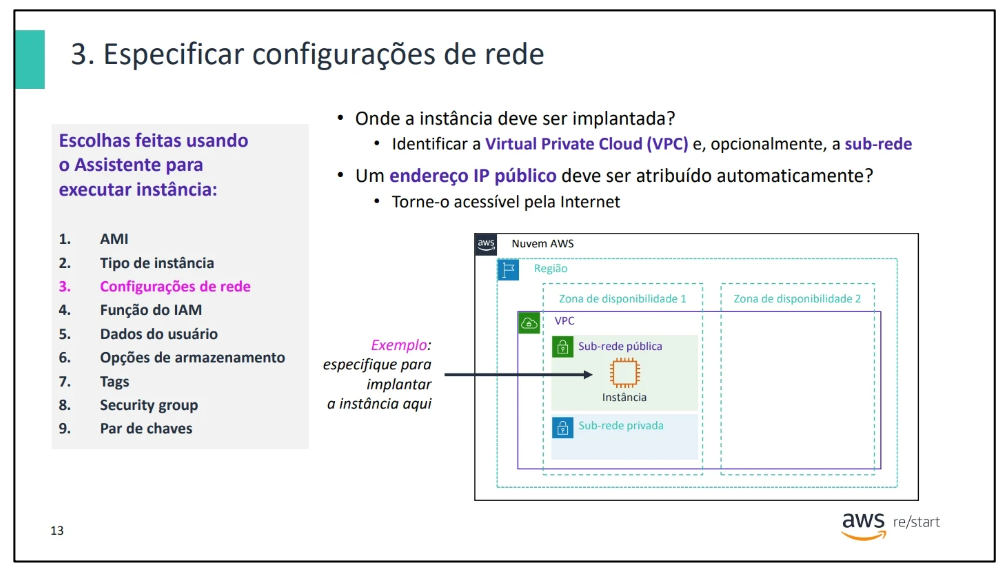 3. Especificar configurações de rede
Escolhas feitas usando
o Assistente para
executar instância:
1. AMI
2. Tipo de instância
3. Configurações de rede
4. Função do IAM
5. Dados do usuário
6. Opções de armazenamento
7. Tags
8. Security group
9. Par de chaves
• Onde a instância deve ser implantada?
• Identificar a Virtual Private Cloud (VPC) e, opcionalmente, a sub-rede
• Um endereço IP público deve ser atribuído automaticamente?
• Torne-o acessível pela Internet
Exemplo:
especifique para
implantar
a instância aqui
aws Nuvem AWS
Região
Zona de disponibilidade 1
Zona de disponibilidade 2
VPC
Sub-rede pública
Instância
Sub-rede privada
13
aws re/start